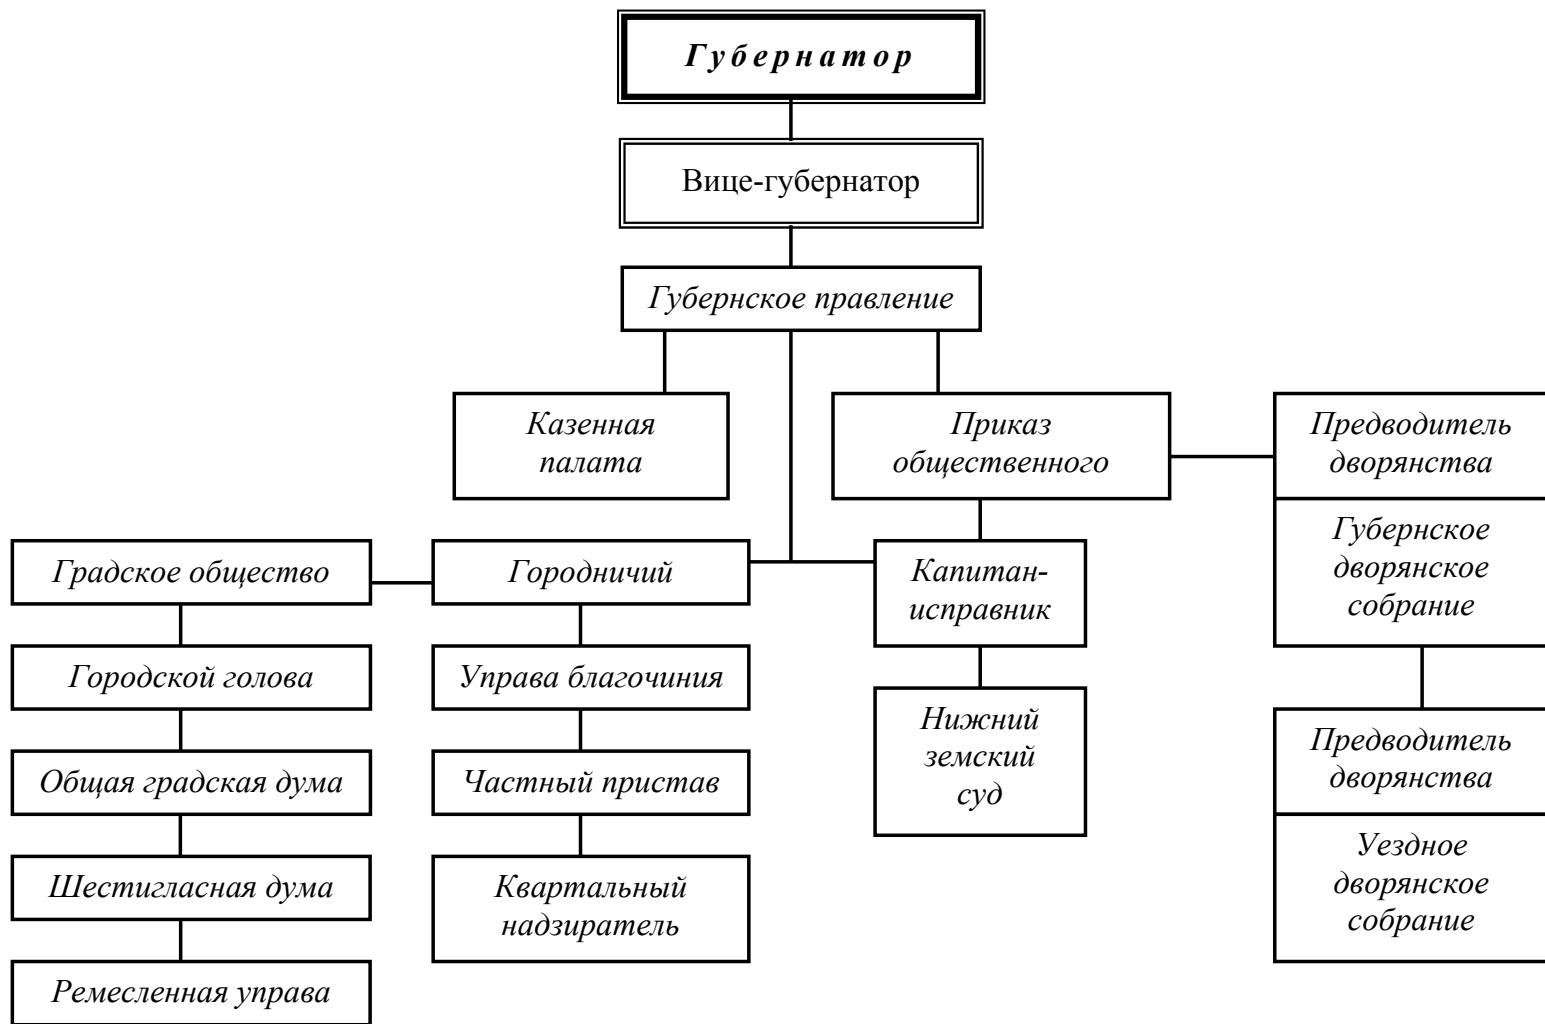 Губернатор
Вице-губернатор
Губернское правление
Казенная
палата
Приказ
общественного
Предводитель
дворянства
Губернское
дворянское
собрание
Градское общество
Городничий
Капитан-
исправник
Городской голова
Управа благочиния
Нижний
земский
суд
Предводитель
дворянства
Общая градская дума
Частный пристав
Уездное
дворянское
собрание
Шестигласная дума
Квартальный
надзиратель
Ремесленная управа